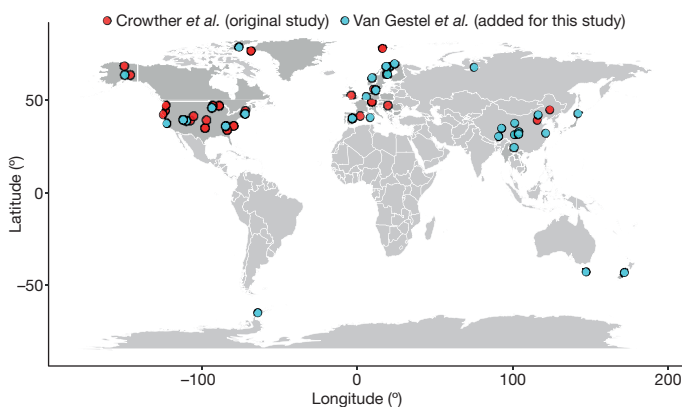 Crowther et al. (original study) Van Gestel et al. (added for this study)
50
0
−50
Latitude (º)
−100 0 100 200
Longitude (º)